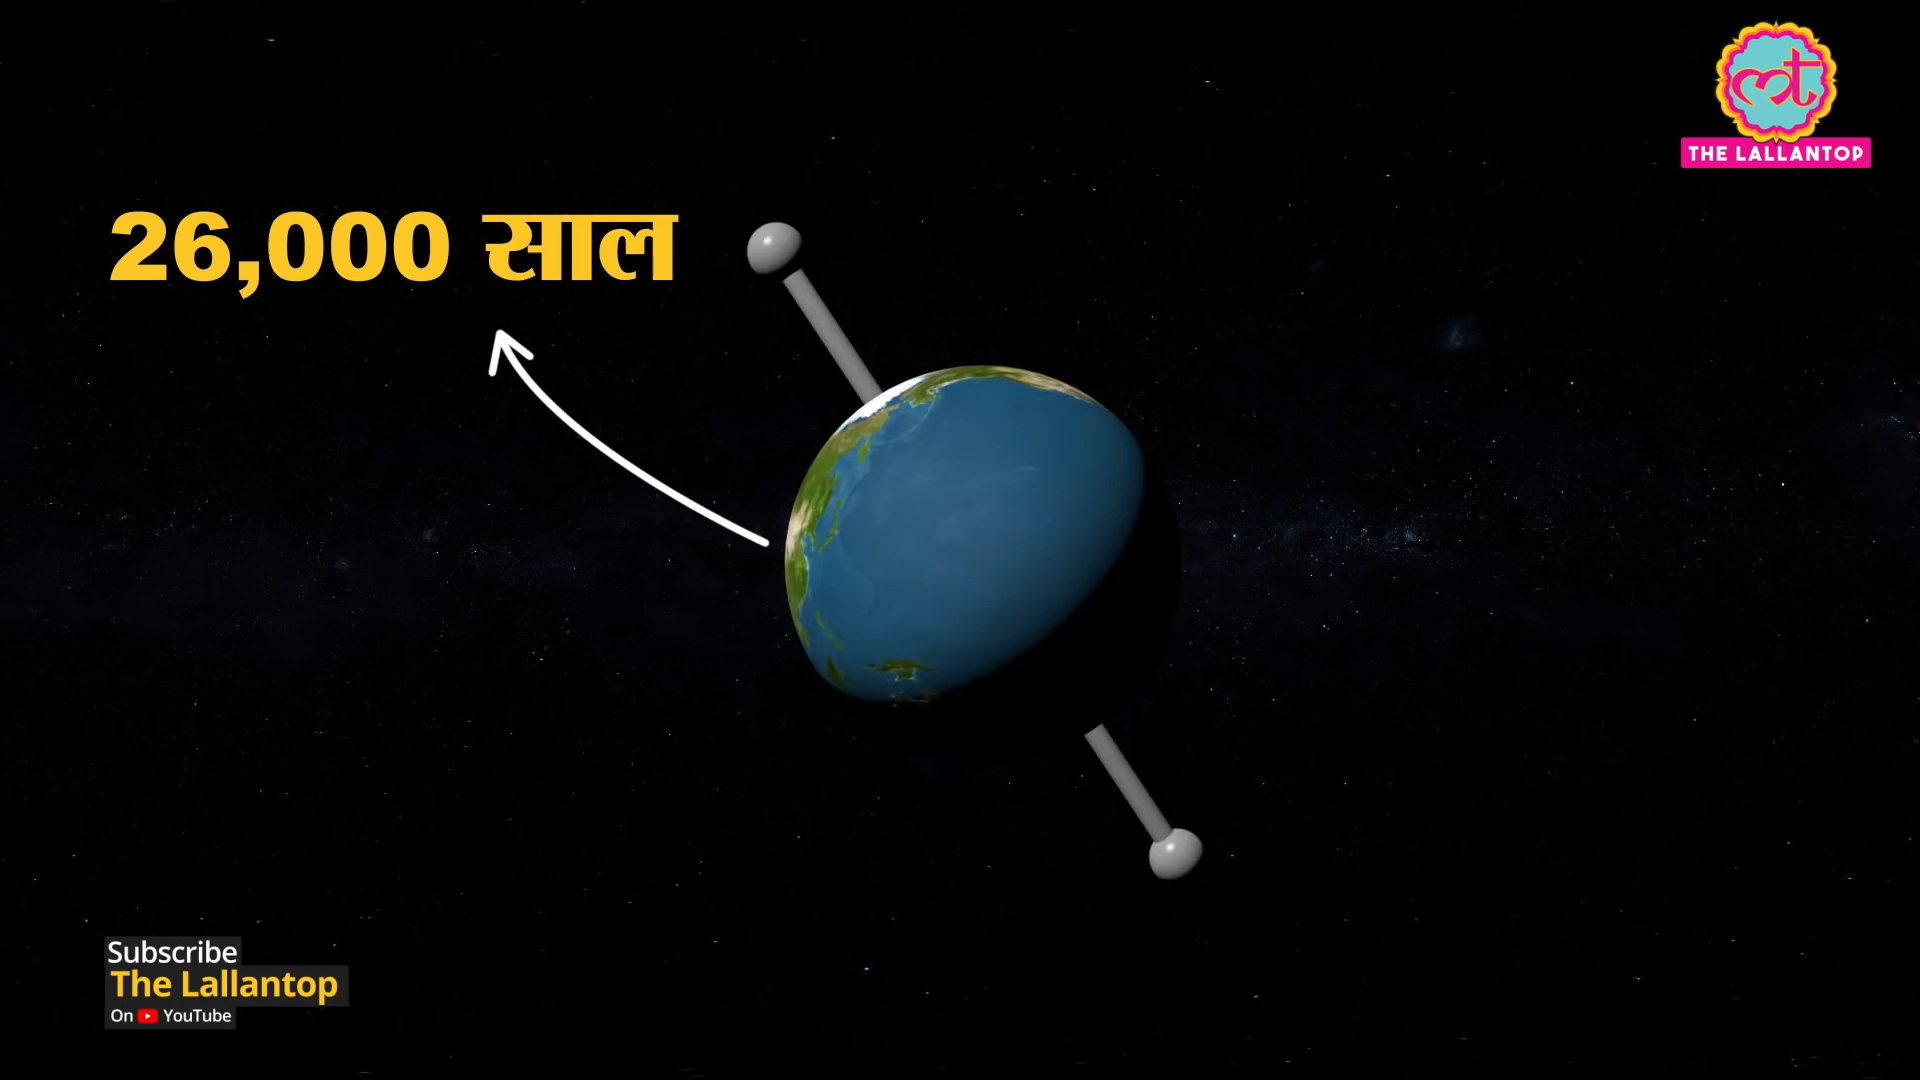 THE LALLANTOP
26,000 साल
Subscribe
The Lallantop
On YouTube